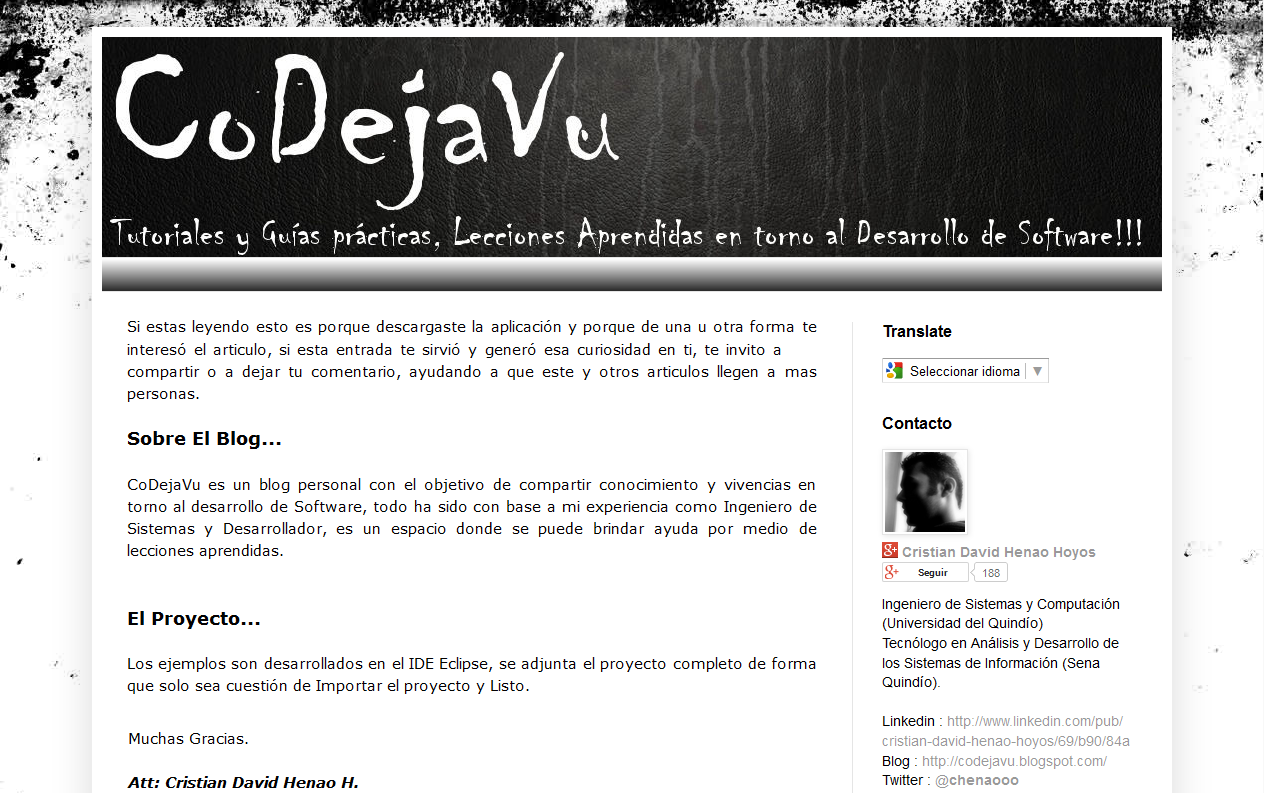 CoDejaVu
Tutoriales y Guías prácticas, Lecciones Aprendidas en torno al Desarrollo de Software!!!
Si estas leyendo esto es porque descargaste la aplicación y porque de una u otra forma te
interesó el articulo, si esta entrada te sirvió y generó esa curiosidad en ti, te invito a
compartir o a dejar tu comentario, ayudando a que este y otros articulos llegen a mas
personas.
Sobre El Blog...
CoDejaVu es un blog personal con el objetivo de compartir conocimiento y vivencias en
torno al desarrollo de Software, todo ha sido con base a mi experiencia como Ingeniero de
Sistemas y Desarrollador, es un espacio donde se puede brindar ayuda por medio de
lecciones aprendidas.
El Proyecto...
Los ejemplos son desarrollados en el IDE Eclipse, se adjunta el proyecto completo de forma
que solo sea cuestión de Importar el proyecto y Listo.
Muchas Gracias.
Att: Cristian David Henao H.
Translate
Seleccionar idioma ▼
Contacto
Cristian David Henao Hoyos
Seguir 188
Ingeniero de Sistemas y Computación
(Universidad del Quindío)
Tecnólogo en Análisis y Desarrollo de
los Sistemas de Información (Sena
Quindío).
Linkedin : http://www.linkedin.com/pub/
cristian-david-henao-hoyos/69/b90/84a
Blog : http://codejavu.blogspot.com/
Twitter : @chenaooo